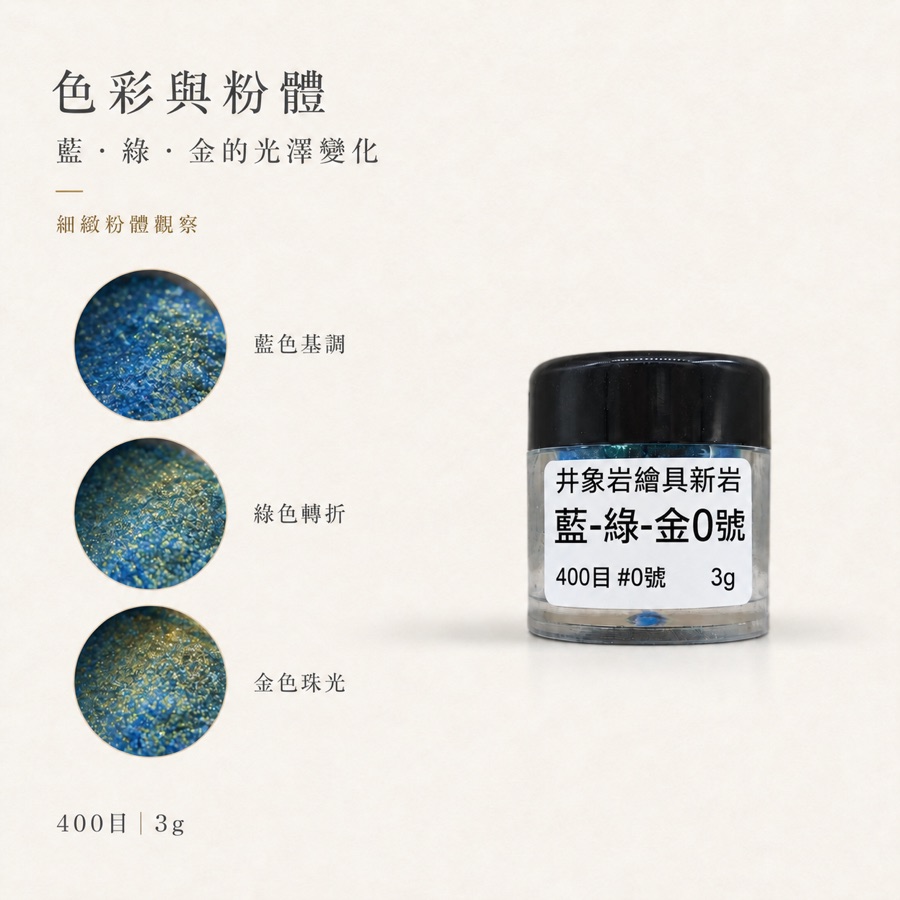 色彩與粉體
藍・綠・金的光澤變化
細緻粉體觀察
藍色基調
綠色轉折
金色珠光
井象岩繪具新岩
藍-綠-金0號
400目 #0號 3g
400目｜3g